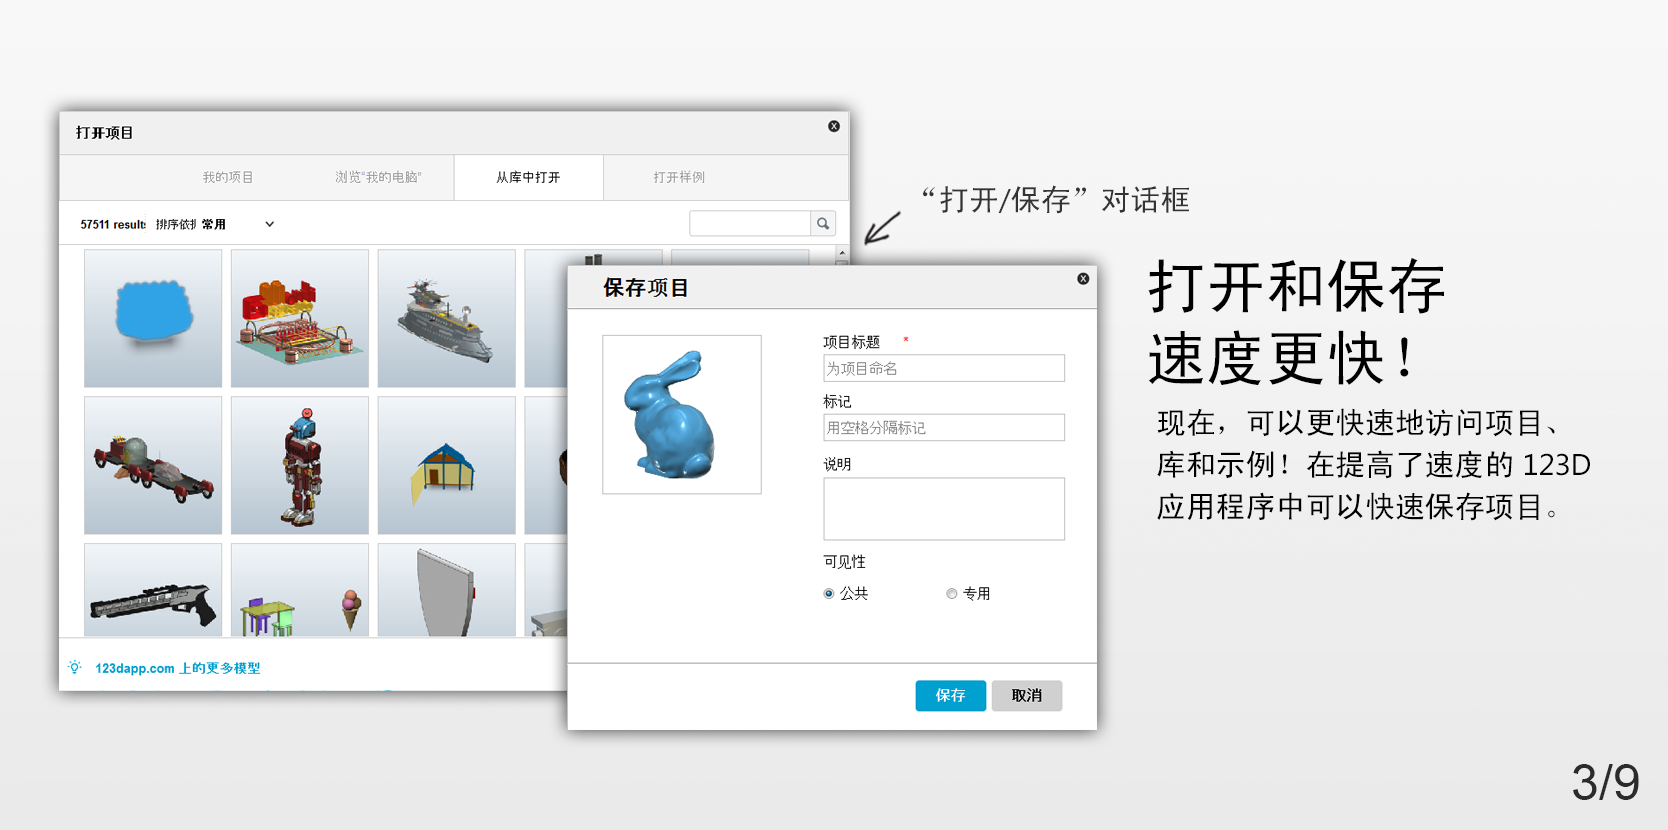 打开项目
我的项目
浏览“我的电脑”
从库中打开
打开样例
57511 results 排序依据 常用
123dapp.com 上的更多模型
保存项目
项目标题 *
为项目命名
标记
用空格分隔标记
说明
可见性
公共
专用
保存
取消
“打开/保存”对话框
打开和保存
速度更快！
现在，可以更快速地访问项目、
库和示例！在提高了速度的 123D
应用程序中可以快速保存项目。
3/9